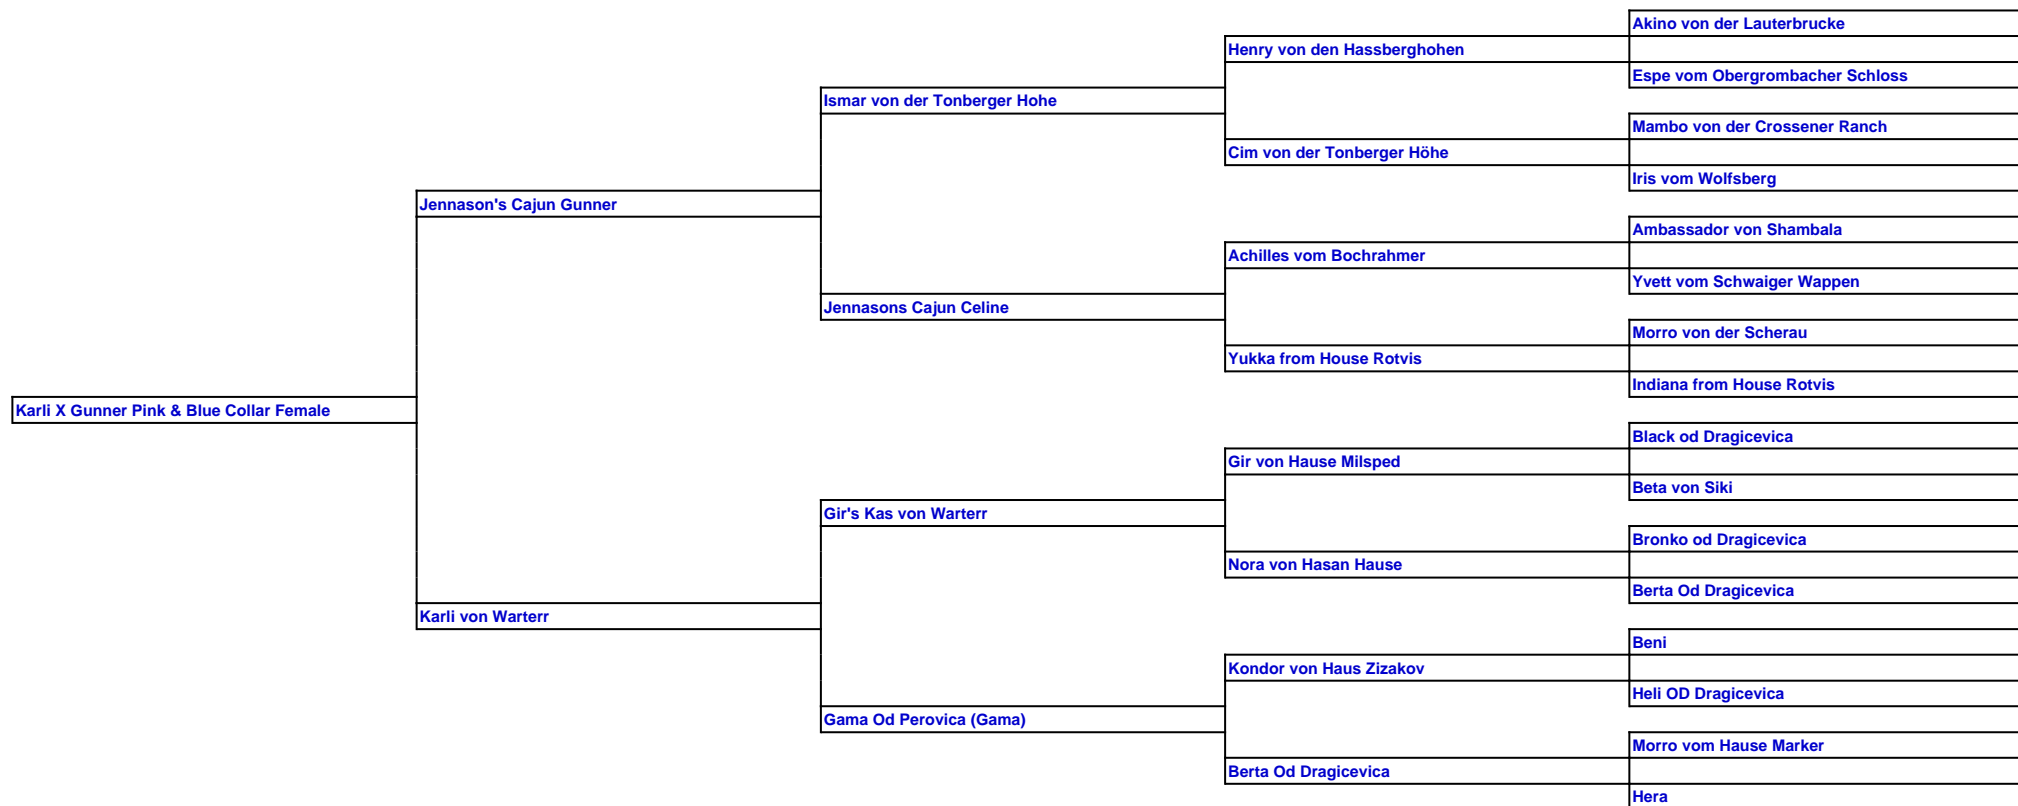 Akino von der Lauterbrucke
Henry von den Hassberghohen
Espe vom Obergrombacher Schloss
Ismar von der Tonberger Hohe
Mambo von der Crossener Ranch
Cim von der Tonberger Höhe
Iris vom Wolfsberg
Jennason's Cajun Gunner
Ambassador von Shambala
Achilles vom Bochrahmer
Yvett vom Schwaiger Wappen
Jennasons Cajun Celine
Morro von der Scherau
Yukka from House Rotvis
Indiana from House Rotvis
Karli X Gunner Pink & Blue Collar Female
Black od Dragicevica
Gir von Hause Milsped
Beta von Siki
Gir's Kas von Warterr
Bronko od Dragicevica
Nora von Hasan Hause
Berta Od Dragicevica
Karli von Warterr
Beni
Kondor von Haus Zizakov
Heli OD Dragicevica
Gama Od Perovica (Gama)
Morro vom Hause Marker
Berta Od Dragicevica
Hera